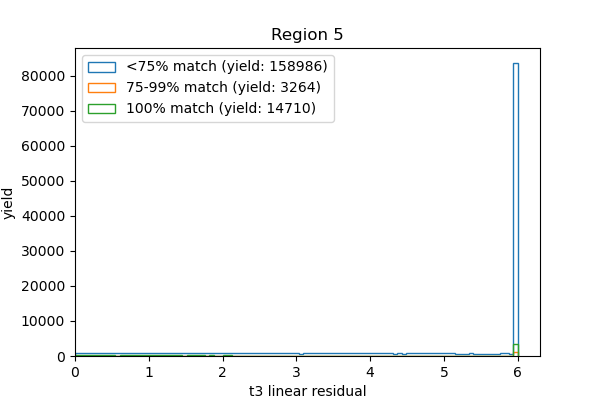 Region 5
<75% match (yield: 158986)
75-99% match (yield: 3264)
100% match (yield: 14710)
yield
80000
70000
60000
50000
40000
30000
20000
10000
0
0 1 2 3 4 5 6
t3 linear residual